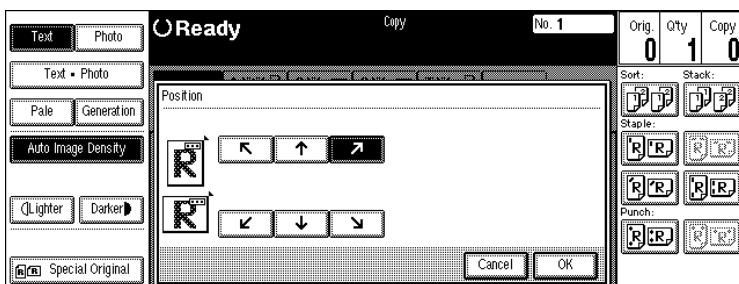 Text
Photo
Text • Photo
Pale
Generation
Auto Image Density
Lighter
Darker
Special Original
Ready
Copy
No. 1
Position
R
R
Cancel
OK
Orig.
Q'ty
Copy
0
1
0
Sort:
Stack:
Staple:
Punch: